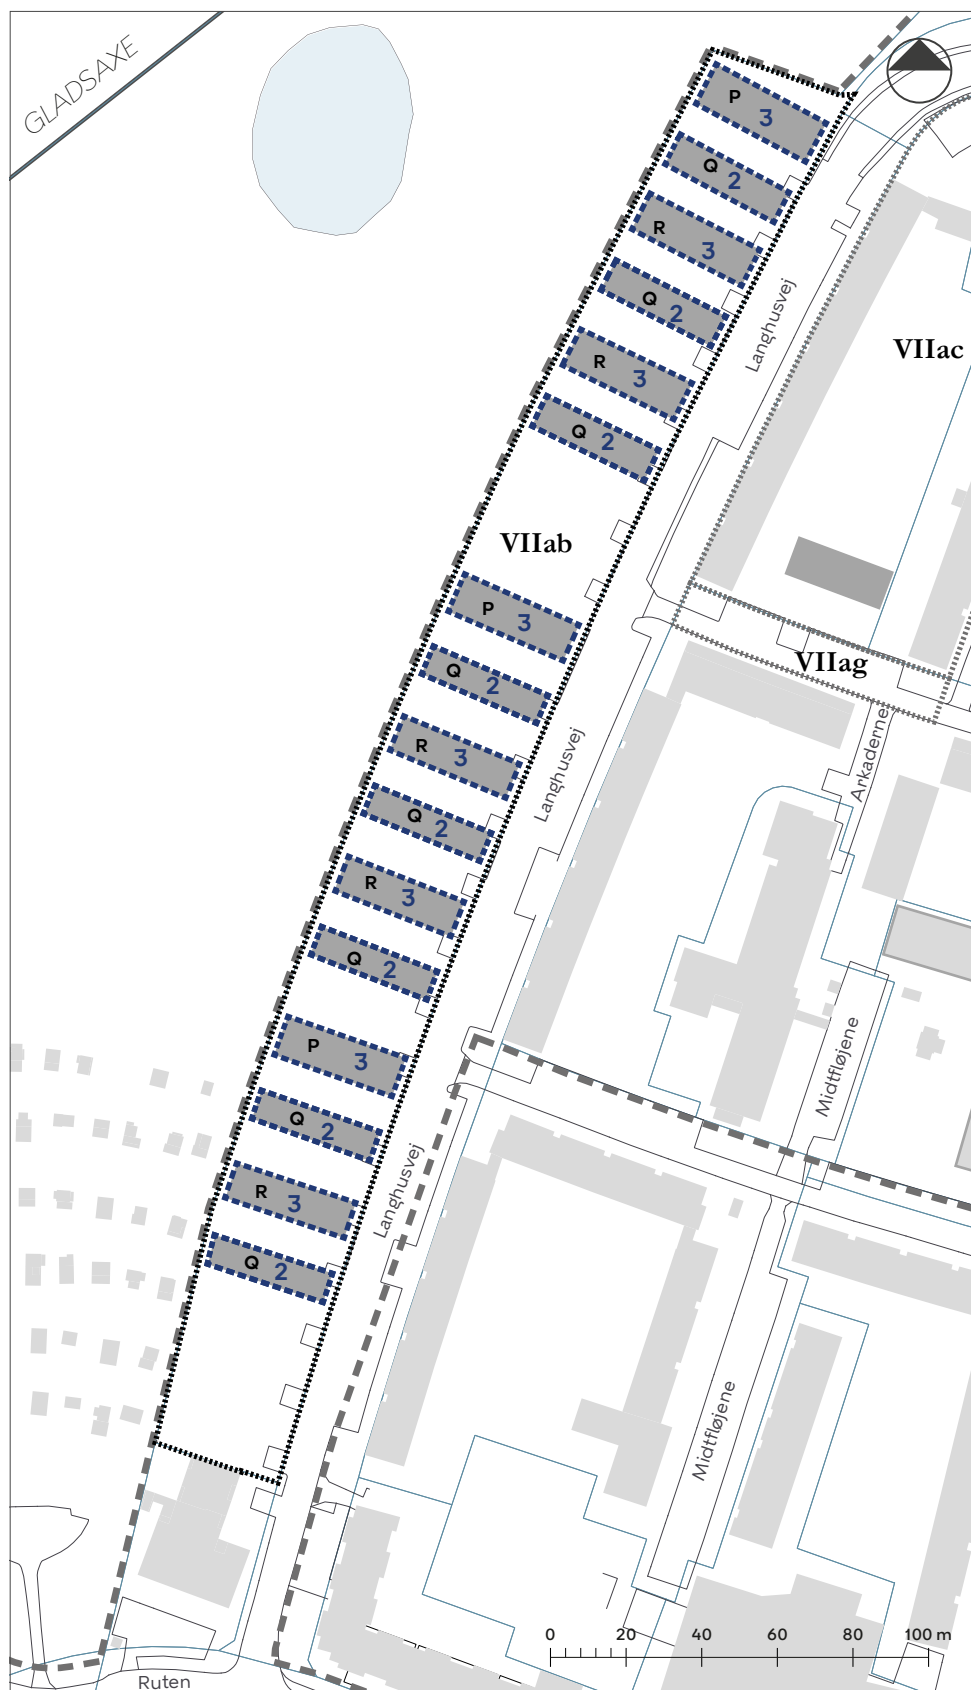 GLADSAXE
P 3
Q 2
R 3
Q 2
Langhusvej
VIIac
R 3
Q 2
VIIab
P 3
VIIag
Q 2
Arkaderne
R 3
Langhusvej
Q 2
R 3
Q 2
P 3
Midtfløjene
Q 2
Langhusvej
R 3
Q 2
Midtfløjene
0 20 40 60 80 100 m
Ruten